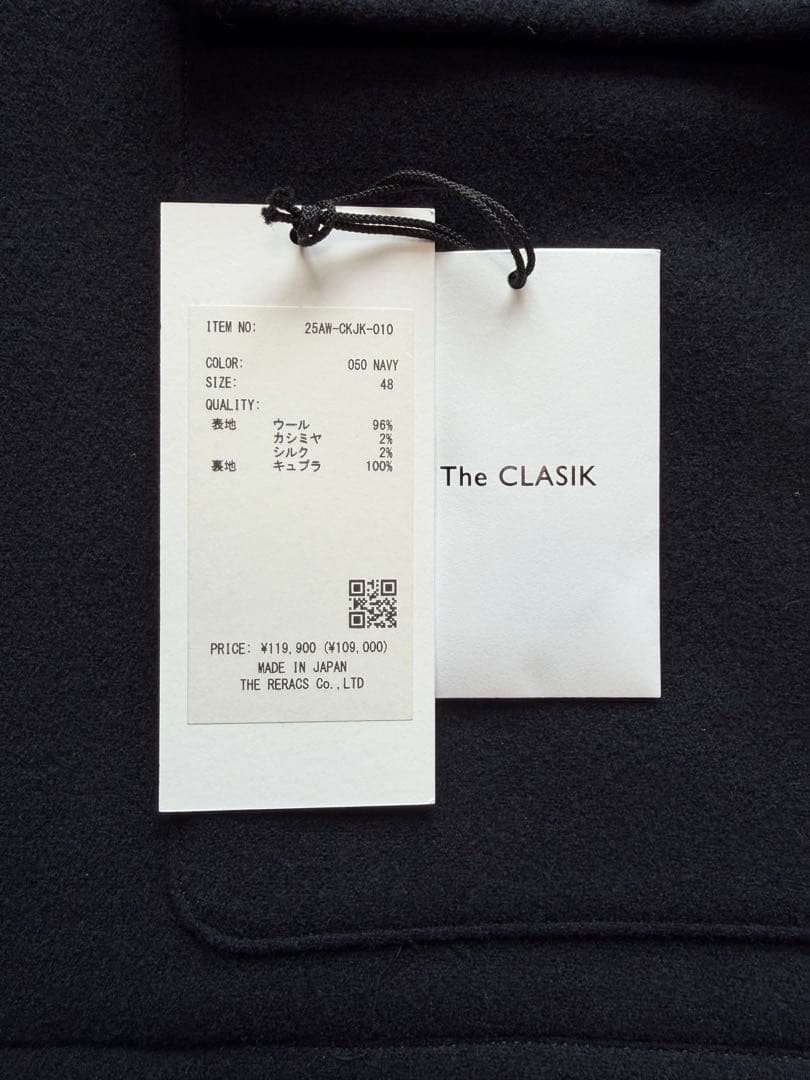 ITEM NO: 25AW-CKJK-010
COLOR: 050 NAVY
SIZE: 48
QUALITY:
表地 ウール 96%
カシミヤ 2%
シルク 2%
裏地 キュプラ 100%
PRICE: ¥119,900 (¥109,000)
MADE IN JAPAN
THE RERACS Co.,LTD
The CLASIK